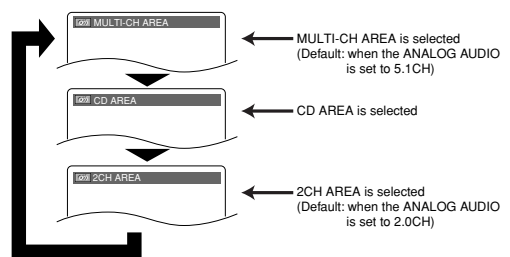 MULTI-CH AREA
MULTI-CH AREA is selected
(Default: when the ANALOG AUDIO
is set to 5.1CH)
CD AREA
CD AREA is selected
2CH AREA
2CH AREA is selected
(Default: when the ANALOG AUDIO
is set to 2.0CH)